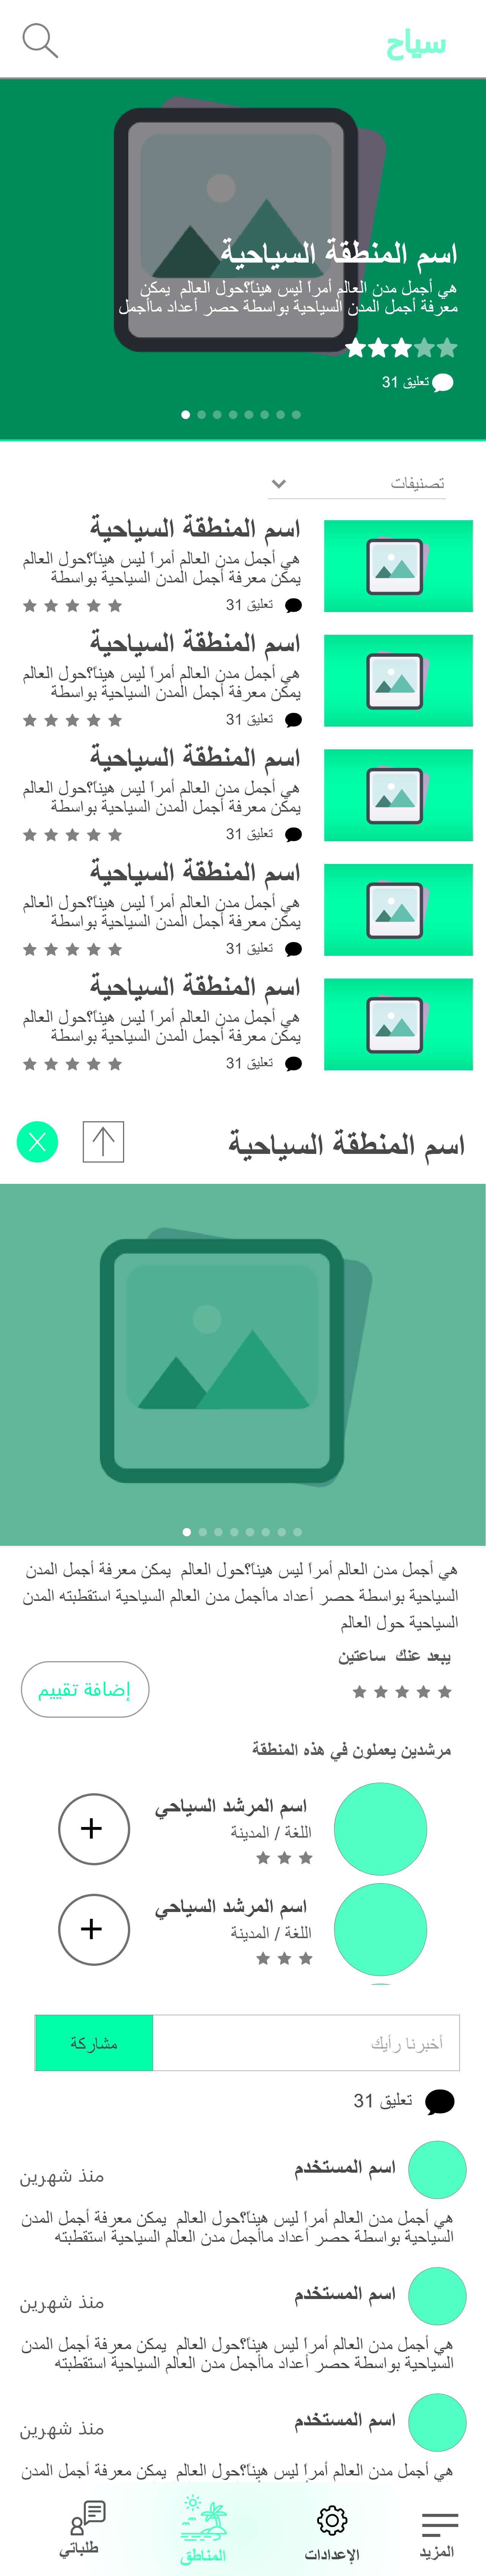 سياح
اسم المنطقة السياحية
هي أجمل مدن العالم أمراً ليس هيناً؟حول العالم يمكن
معرفة أجمل المدن السياحية بواسطة حصر أعداد ماأجمل
31 تعليق
تصنيفات
اسم المنطقة السياحية
هي أجمل مدن العالم أمراً ليس هيناً؟حول العالم
يمكن معرفة أجمل المدن السياحية بواسطة
31 تعليق
اسم المنطقة السياحية
هي أجمل مدن العالم أمراً ليس هيناً؟حول العالم
يمكن معرفة أجمل المدن السياحية بواسطة
31 تعليق
اسم المنطقة السياحية
هي أجمل مدن العالم أمراً ليس هيناً؟حول العالم
يمكن معرفة أجمل المدن السياحية بواسطة
31 تعليق
اسم المنطقة السياحية
هي أجمل مدن العالم أمراً ليس هيناً؟حول العالم
يمكن معرفة أجمل المدن السياحية بواسطة
31 تعليق
اسم المنطقة السياحية
هي أجمل مدن العالم أمراً ليس هيناً؟حول العالم
يمكن معرفة أجمل المدن السياحية بواسطة
31 تعليق
اسم المنطقة السياحية
هي أجمل مدن العالم أمراً ليس هيناً؟حول العالم يمكن معرفة أجمل المدن
السياحية بواسطة حصر أعداد ماأجمل مدن العالم السياحية استقطبته المدن
السياحية حول العالم
يبعد عنك ساعتين
إضافة تقييم
مرشدين يعملون في هذه المنطقة
اسم المرشد السياحي
اللغة / المدينة
اسم المرشد السياحي
اللغة / المدينة
أخبرنا رأيك
مشاركة
31 تعليق
اسم المستخدم
منذ شهرين
هي أجمل مدن العالم أمراً ليس هيناً؟حول العالم يمكن معرفة أجمل المدن
السياحية بواسطة حصر أعداد ماأجمل مدن العالم السياحية استقطبته
اسم المستخدم
منذ شهرين
هي أجمل مدن العالم أمراً ليس هيناً؟حول العالم يمكن معرفة أجمل المدن
السياحية بواسطة حصر أعداد ماأجمل مدن العالم السياحية استقطبته
اسم المستخدم
منذ شهرين
هي أجمل مدن العالم أمراً ليس هيناً؟حول العالم يمكن معرفة أجمل المدن
المزيد
الإعدادات
المناطق
طلباتي